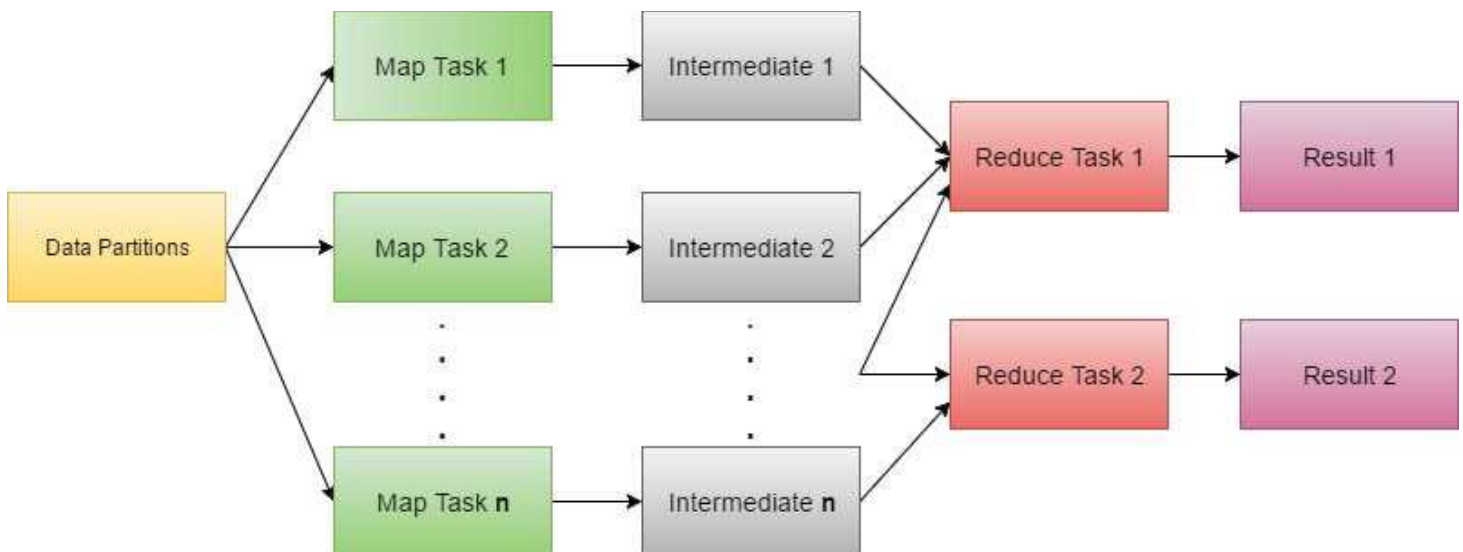 Map Task 1
Intermediate 1
Reduce Task 1
Result 1
Data Partitions
Map Task 2
Intermediate 2
Reduce Task 2
Result 2
Map Task n
Intermediate n